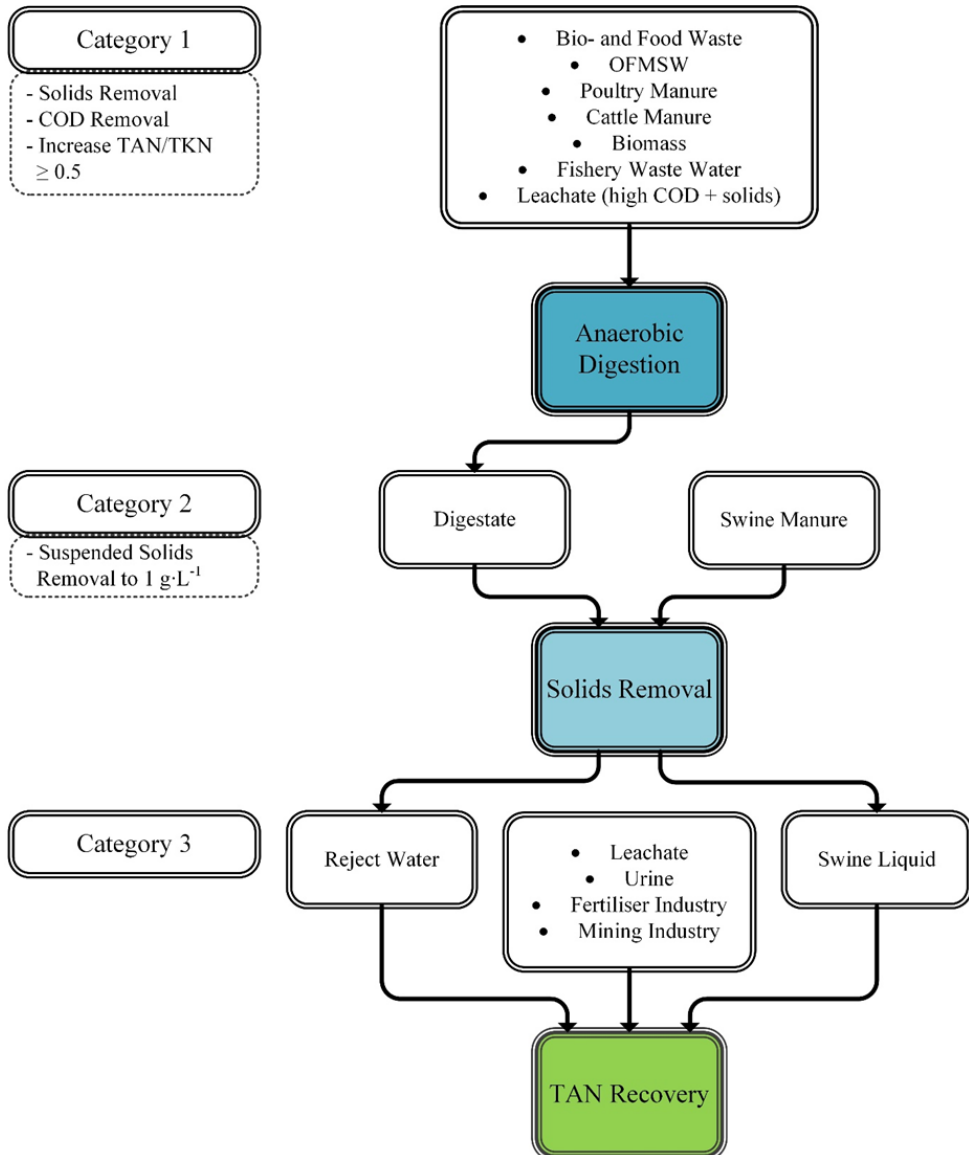 Category 1
- Solids Removal
- COD Removal
- Increase TAN/TKN
≥ 0.5
• Bio- and Food Waste
• OFMSW
• Poultry Manure
• Cattle Manure
• Biomass
• Fishery Waste Water
• Leachate (high COD + solids)
Anaerobic
Digestion
Category 2
- Suspended Solids
Removal to 1 g·L⁻¹
Digestate
Swine Manure
Solids Removal
Category 3
Reject Water
• Leachate
• Urine
• Fertiliser Industry
• Mining Industry
Swine Liquid
TAN Recovery